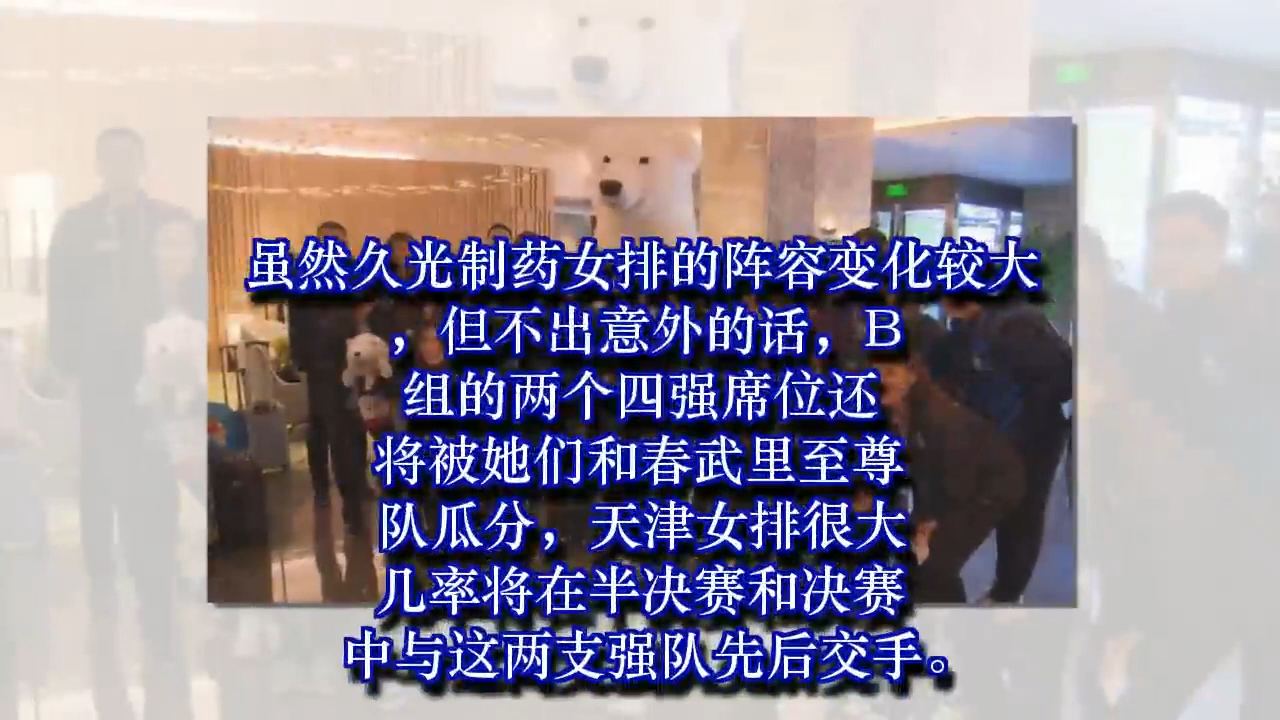 虽然久光制药女排的阵容变化较大
，但不出意外的话，B
组的两个四强席位还
将被她们和春武里至尊
队瓜分，天津女排很大
几率将在半决赛和决赛
中与这两支强队先后交手。